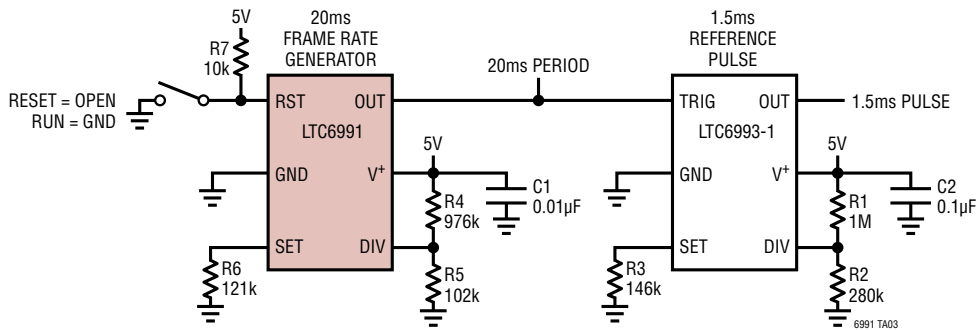 20ms
FRAME RATE
GENERATOR
1.5ms
REFERENCE
PULSE
5V
R7
10k
20ms PERIOD
RESET = OPEN
RUN = GND
RST
OUT
LTC6991
GND
V+
SET
DIV
5V
R4
976k
C1
0.01µF
R5
102k
R6
121k
TRIG
OUT
1.5ms PULSE
LTC6993-1
GND
V+
SET
DIV
5V
R1
1M
C2
0.1µF
R2
280k
R3
146k
6991 TA03